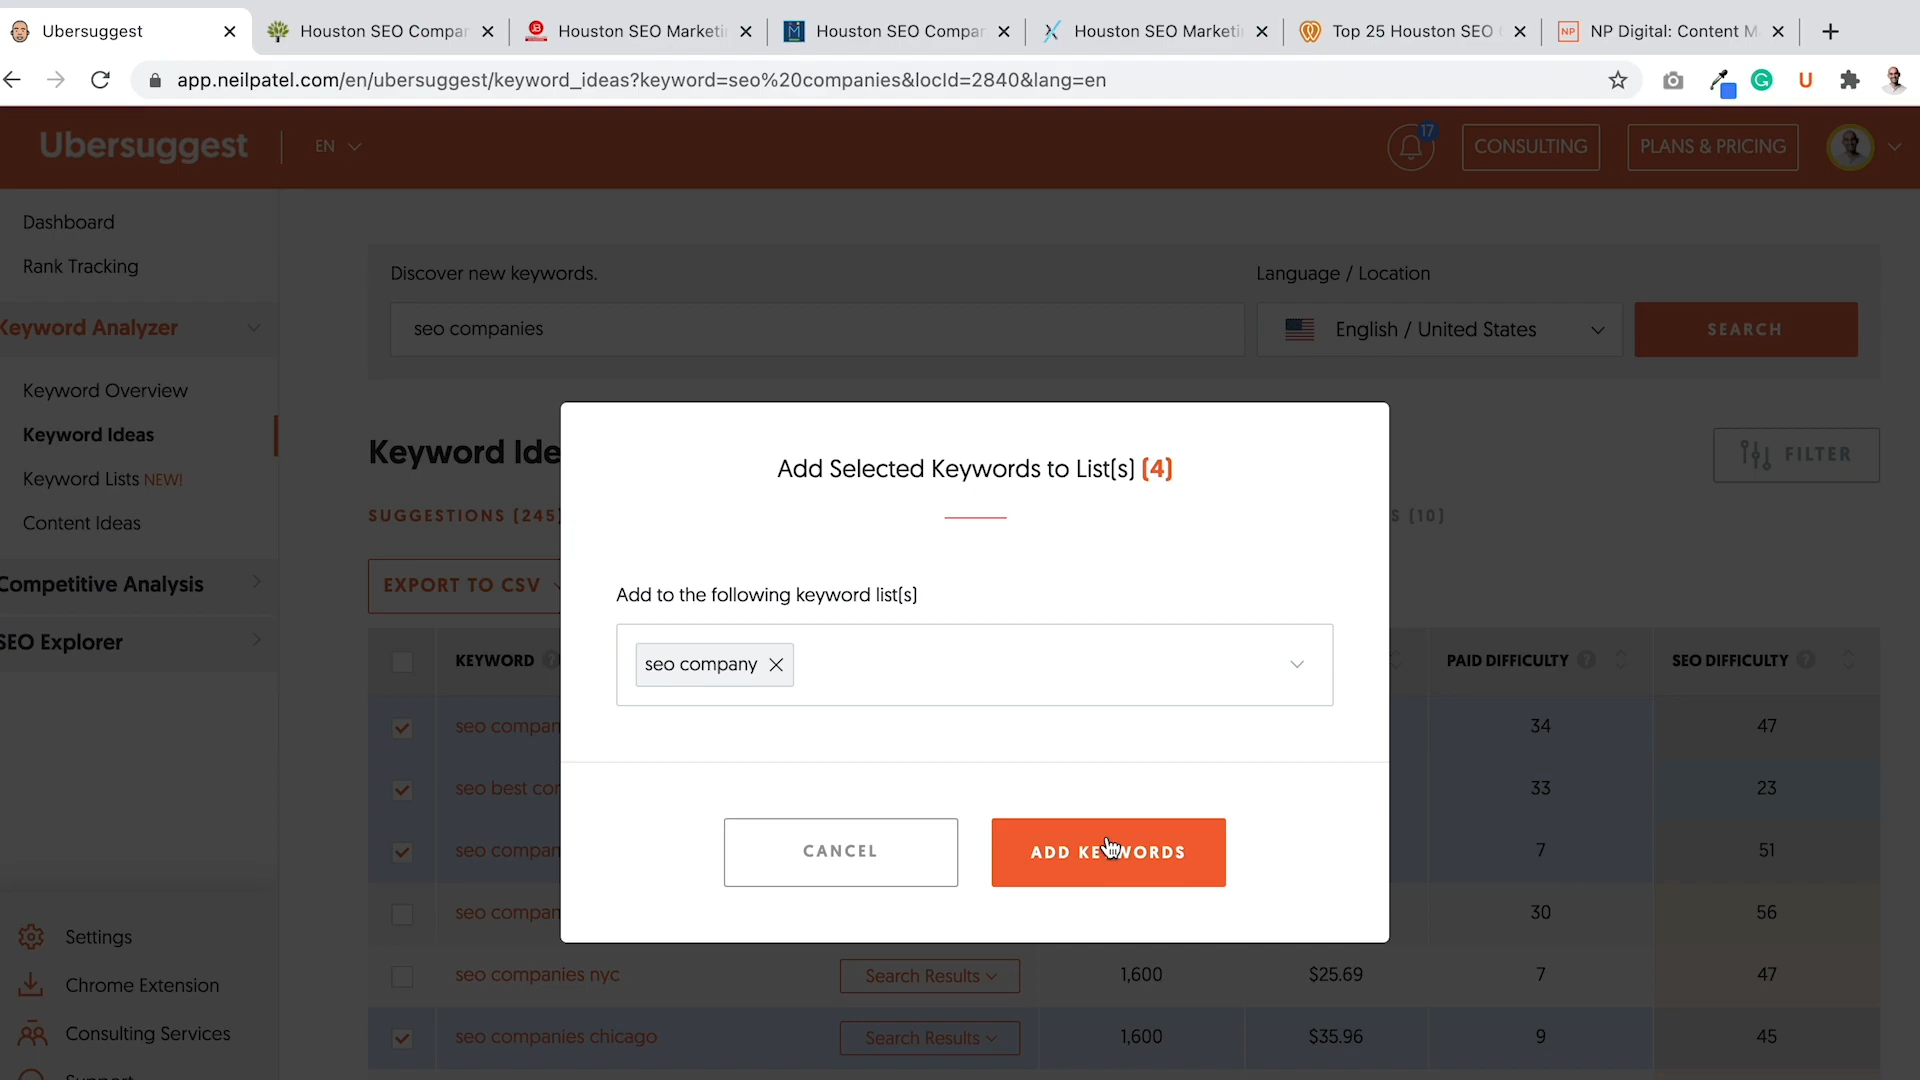 Ubersuggest
Houston SEO Compar
Houston SEO Marketi
Houston SEO Compar
Houston SEO Marketi
Top 25 Houston SEO
NP Digital: Content M
app.neilpatel.com/en/ubersuggest/keyword_ideas?keyword=seo%20companies&locId=2840&lang=en
Ubersuggest
EN
17
CONSULTING
PLANS & PRICING
Dashboard
Rank Tracking
Keyword Analyzer
Keyword Overview
Keyword Ideas
Keyword Lists NEW!
Content Ideas
Competitive Analysis
SEO Explorer
Settings
Chrome Extension
Consulting Services
Discover new keywords.
Language / Location
seo companies
English / United States
SEARCH
Keyword Ide
FILTER
SUGGESTIONS (245)
S (10)
EXPORT TO CSV
KEYWORD
PAID DIFFICULTY
SEO DIFFICULTY
seo compan 34 47
seo best con 33 23
seo compan 7 51
seo compan 30 56
seo companies nyc Search Results 1,600 $25.69 7 47
seo companies chicago Search Results 1,600 $35.96 9 45
Add Selected Keywords to List(s) (4)
Add to the following keyword list(s)
seo company
CANCEL
ADD KEYWORDS